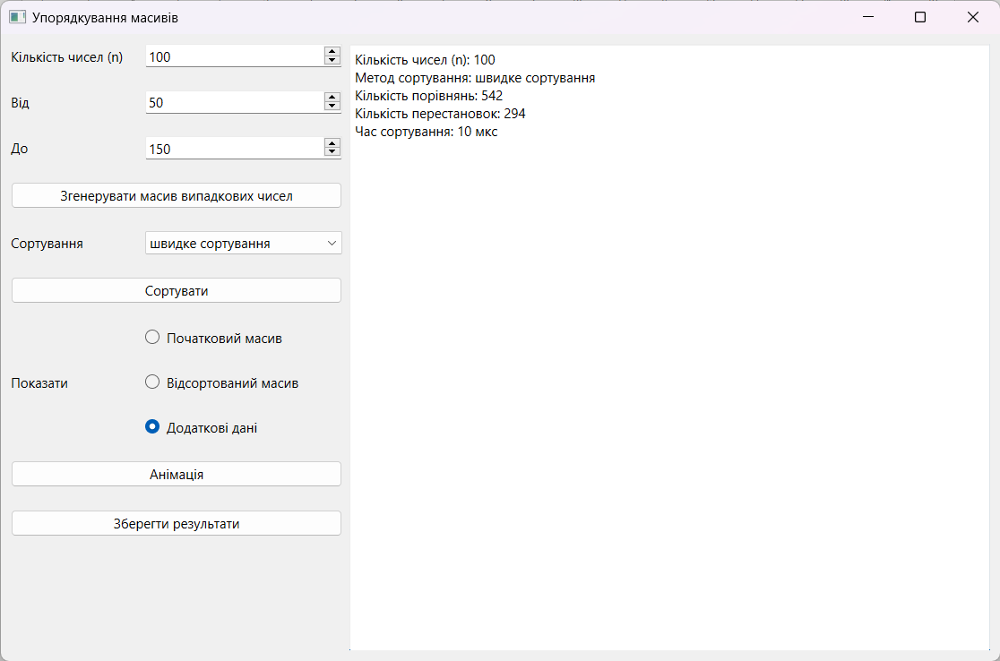 Упорядкування масивів
Кількість чисел (n) 100
Від 50
До 150
Згенерувати масив випадкових чисел
Сортування швидке сортування
Сортувати
Початковий масив
Показати Відсортований масив
Додаткові дані
Анімація
Зберегти результати
Кількість чисел (n): 100
Метод сортування: швидке сортування
Кількість порівнянь: 542
Кількість перестановок: 294
Час сортування: 10 мкс